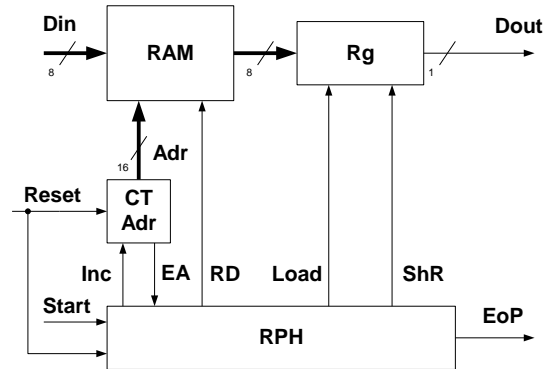 Din
Dout
RAM
Rg
8
8
1
Adr
16
Reset
CT
Adr
Inc
EA
RD
Load
ShR
Start
EoP
RPH